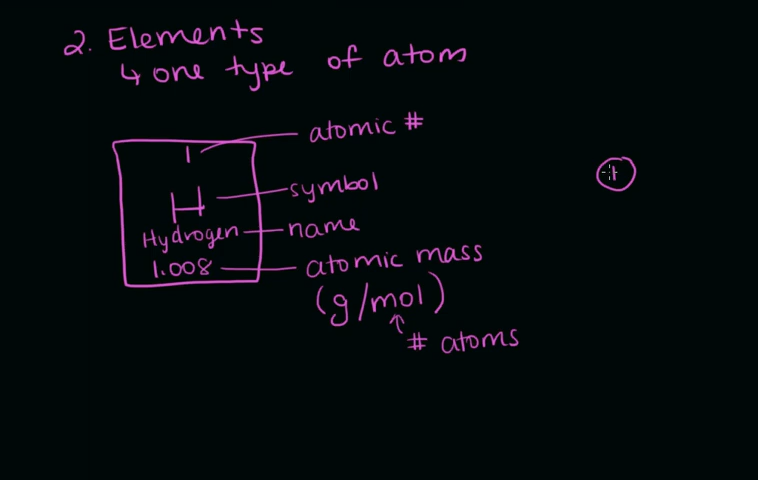 2. Elements
↳ one type of atom
1
atomic #
H
symbol
Hydrogen
name
1.008
atomic mass
(g/mol)
↑
# atoms
+